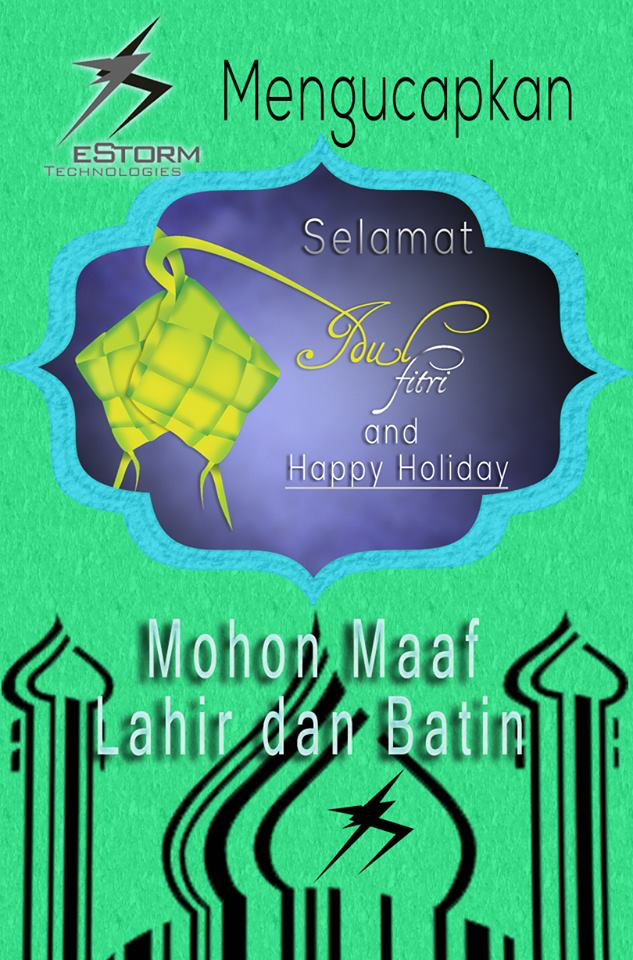 eStorm
Technologies
Mengucapkan
Selamat
Idul
fitri
and
Happy Holiday
Mohon Maaf
Lahir dan Batin